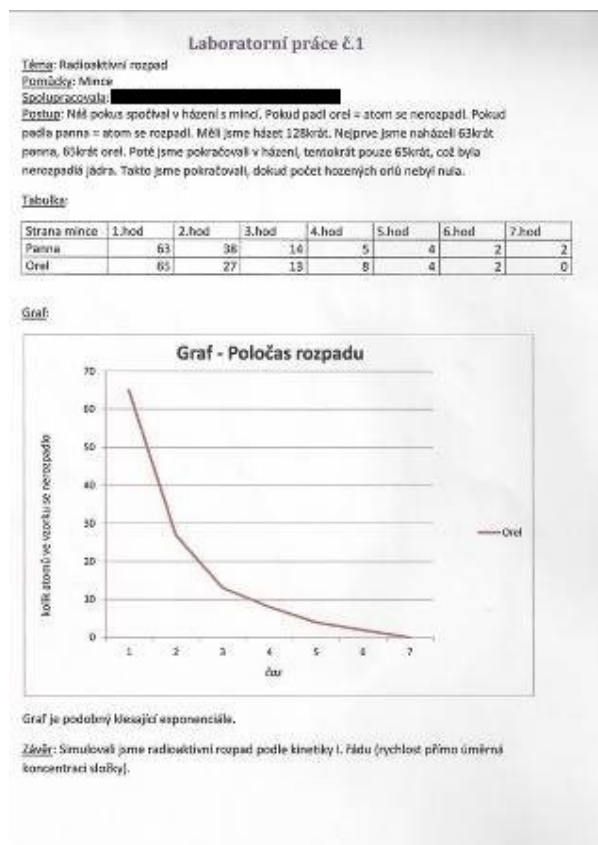 Laboratorní práce č.1
Téma: Radioaktivní rozpad
Pomůcky: Mince
Spolupracovala:
Postup: Náš pokus spočíval v házení s mincí. Pokud padl orel = atom se nerozpadl. Pokud
padla panna = atom se rozpadl. Měli jsme házet 128krát. Nejprve jsme naházeli 63krát
panna, 65krát orel. Poté jsme pokračovali v házení, tentokrát pouze 65krát, což byla
nerozpadlá jádra. Takto jsme pokračovali, dokud počet hozených orlů nebyl nula.
Tabulka:
Strana mince 1.hod 2.hod 3.hod 4.hod 5.hod 6.hod 7.hod
Panna 63 38 14 5 4 2 2
Orel 65 27 13 8 4 2 0
Graf:
Graf - Poločas rozpadu
kolik atomů ve vzorku se nerozpadlo
70
60
50
40
30
20
10
0
Orel
1 2 3 4 5 6 7
čas
Graf je podobný klesající exponenciále.
Závěr: Simulovali jsme radioaktivní rozpad podle kinetiky I. řádu (rychlost přímo úměrná
koncentraci složky).